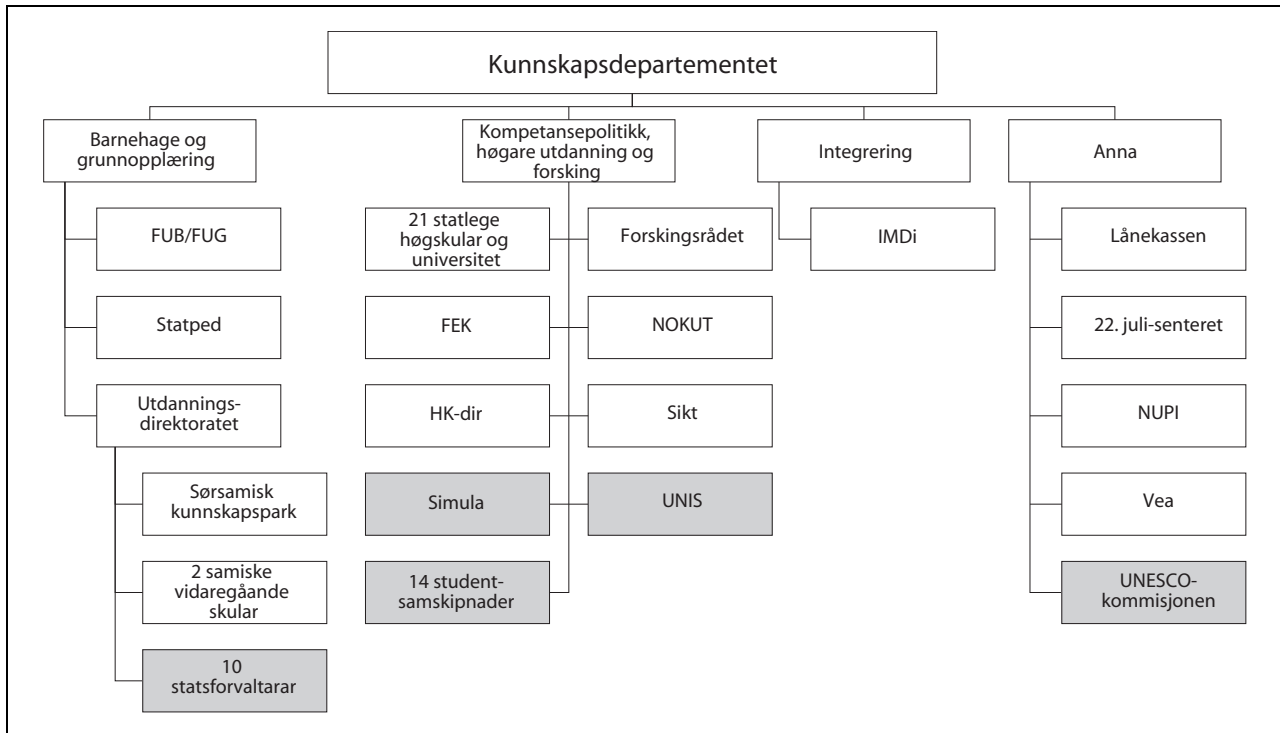 Kunnskapsdepartementet
Barnehage og
grunnopplæring
FUB/FUG
Statped
Utdannings-
direktoratet
Sørsamisk
kunnskapspark
2 samiske
vidaregåande
skular
10
statsforvaltarar
Kompetansepolitikk,
høgare utdanning og
forsking
21 statlege
høgskular og
universitet
Forskingsrådet
FEK
NOKUT
HK-dir
Sikt
Simula
UNIS
14 student-
samskipnader
Integrering
IMDi
Anna
Lånekassen
22. juli-senteret
NUPI
Vea
UNESCO-
kommisjonen